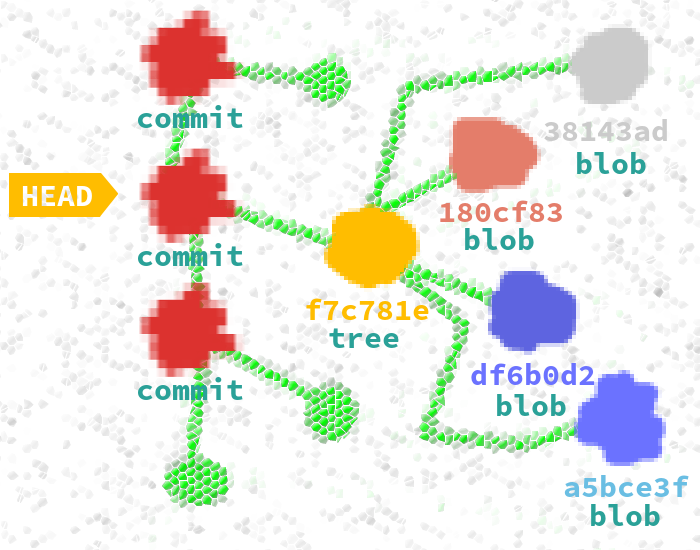 commit
38143ad
blob
HEAD
180cf83
blob
commit
f7c781e
tree
df6b0d2
blob
commit
a5bce3f
blob